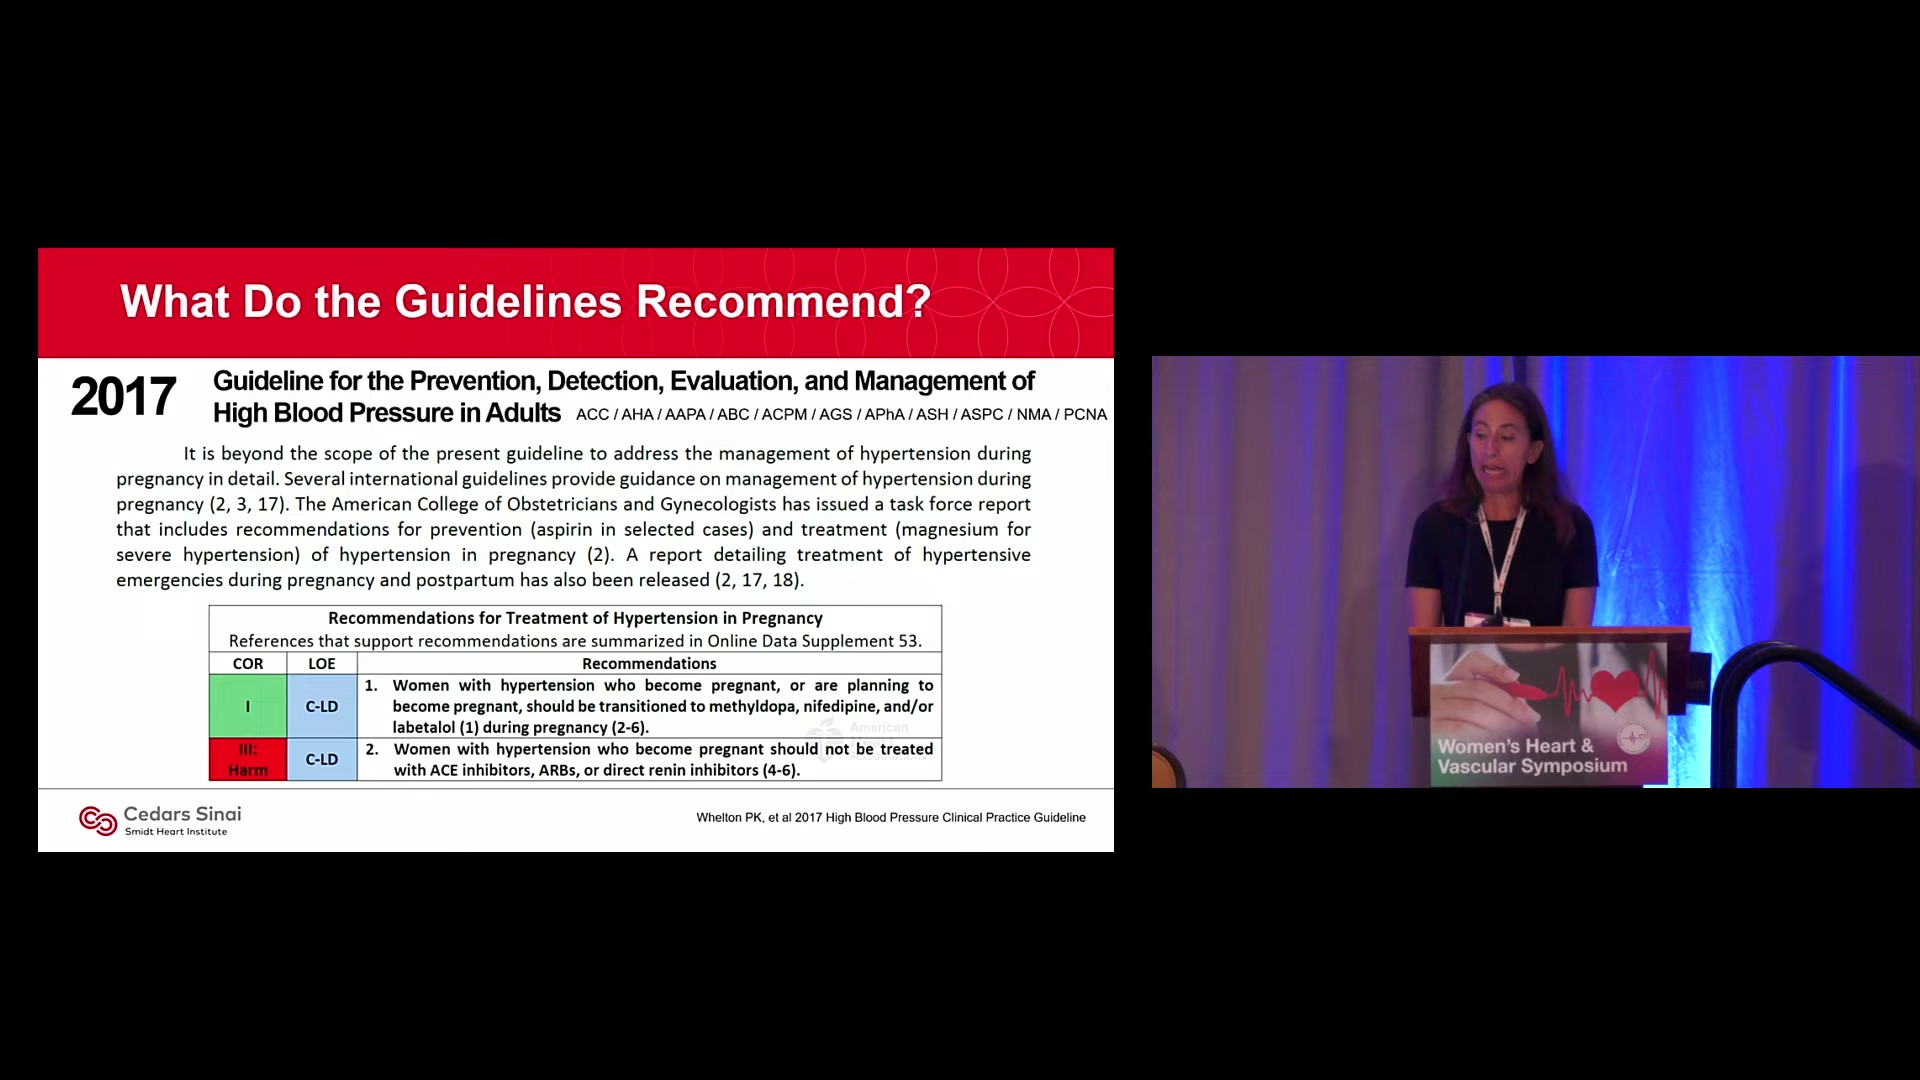 What Do the Guidelines Recommend?
2017
Guideline for the Prevention, Detection, Evaluation, and Management of
High Blood Pressure in Adults ACC / AHA / AAPA / ABC / ACPM / AGS / APhA / ASH / ASPC / NMA / PCNA
It is beyond the scope of the present guideline to address the management of hypertension during
pregnancy in detail. Several international guidelines provide guidance on management of hypertension during
pregnancy (2, 3, 17). The American College of Obstetricians and Gynecologists has issued a task force report
that includes recommendations for prevention (aspirin in selected cases) and treatment (magnesium for
severe hypertension) of hypertension in pregnancy (2). A report detailing treatment of hypertensive
emergencies during pregnancy and postpartum has also been released (2, 17, 18).
Recommendations for Treatment of Hypertension in Pregnancy
References that support recommendations are summarized in Online Data Supplement 53.
COR LOE Recommendations
I C-LD 1. Women with hypertension who become pregnant, or are planning to
become pregnant, should be transitioned to methyldopa, nifedipine, and/or
labetalol (1) during pregnancy (2-6).
III:
Harm C-LD 2. Women with hypertension who become pregnant should not be treated
with ACE inhibitors, ARBs, or direct renin inhibitors (4-6).
American
Cedars Sinai
Smidt Heart Institute
Whelton PK, et al 2017 High Blood Pressure Clinical Practice Guideline
Women's Heart &
Vascular Symposium